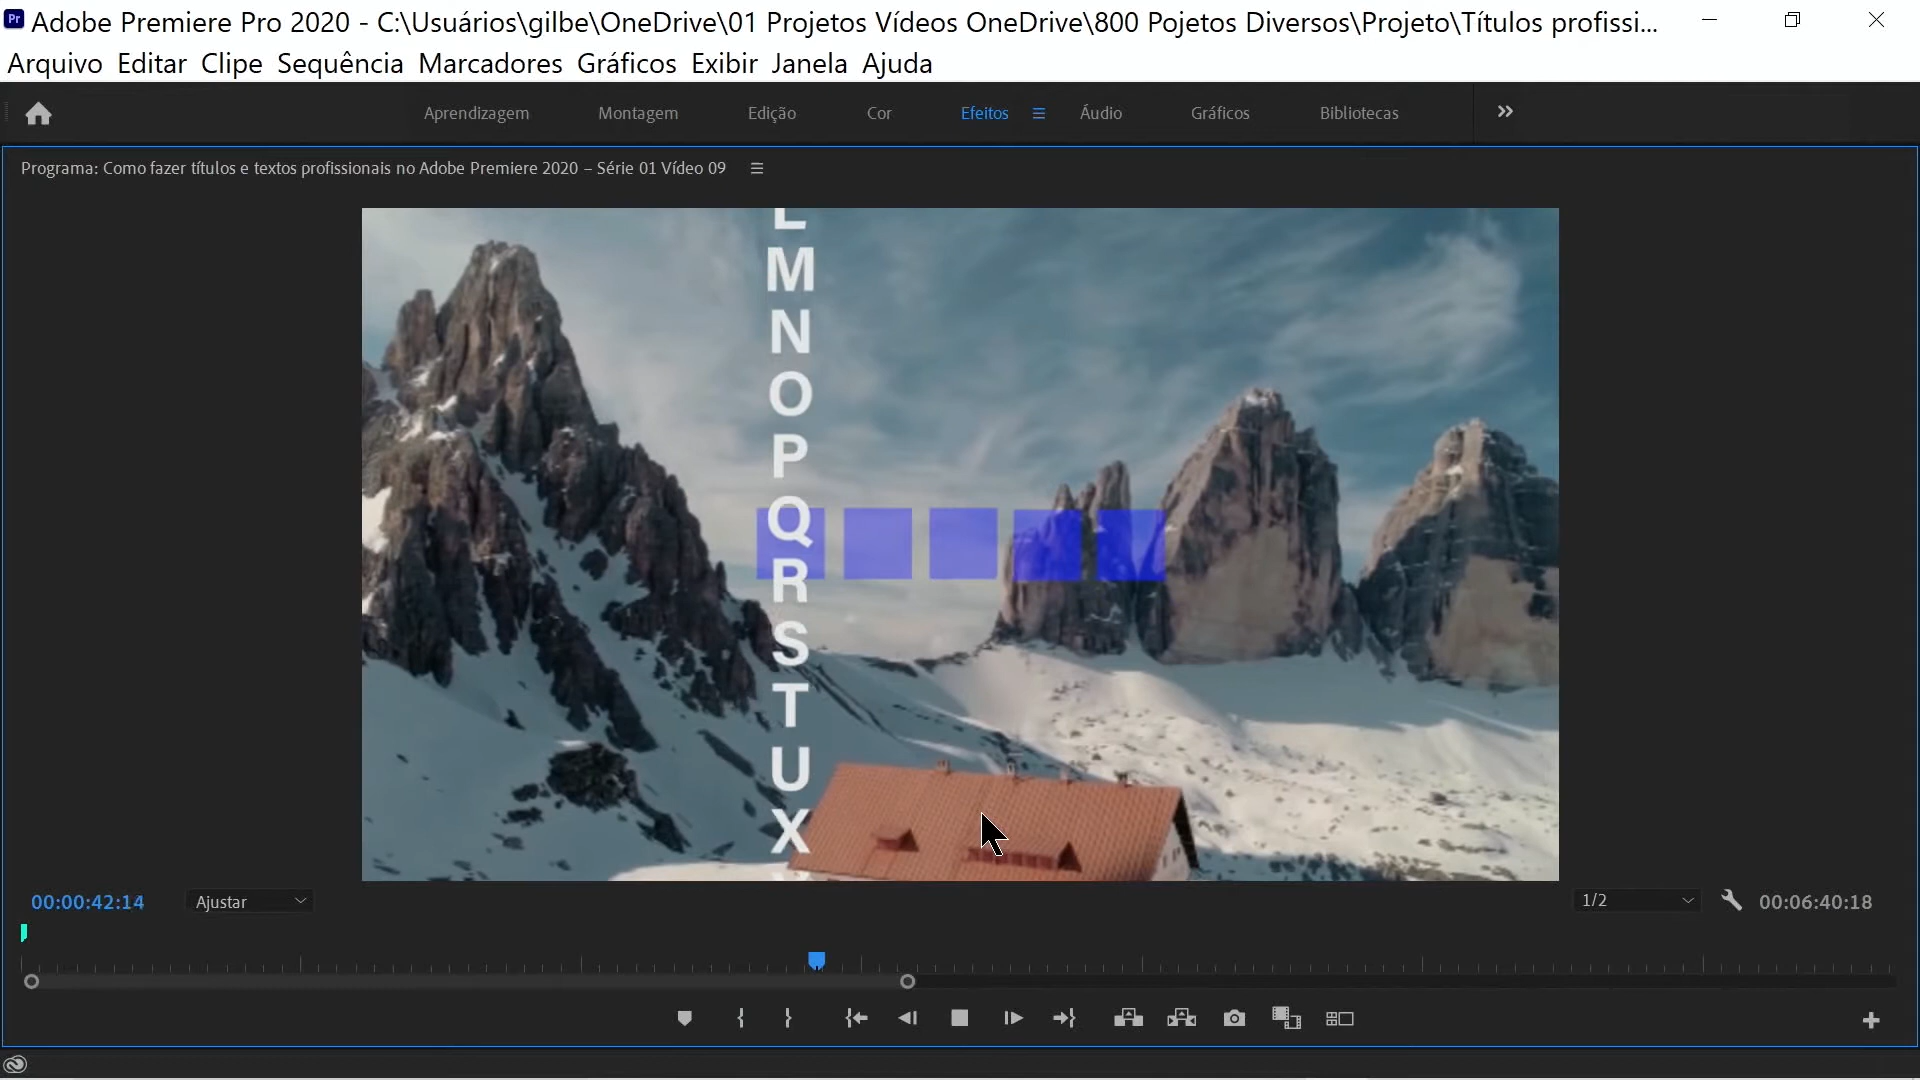 Pr Adobe Premiere Pro 2020 - C:\Usuários\gilbe\OneDrive\01 Projetos Vídeos OneDrive\800 Pojetos Diversos\Projeto\Títulos profissi...
Arquivo Editar Clipe Sequência Marcadores Gráficos Exibir Janela Ajuda
Aprendizagem Montagem Edição Cor Efeitos Áudio Gráficos Bibliotecas
Programa: Como fazer títulos e textos profissionais no Adobe Premiere 2020 – Série 01 Vídeo 09
L
M
N
O
P
Q
R
S
T
U
X
00:00:42:14 Ajustar 1/2 00:06:40:18